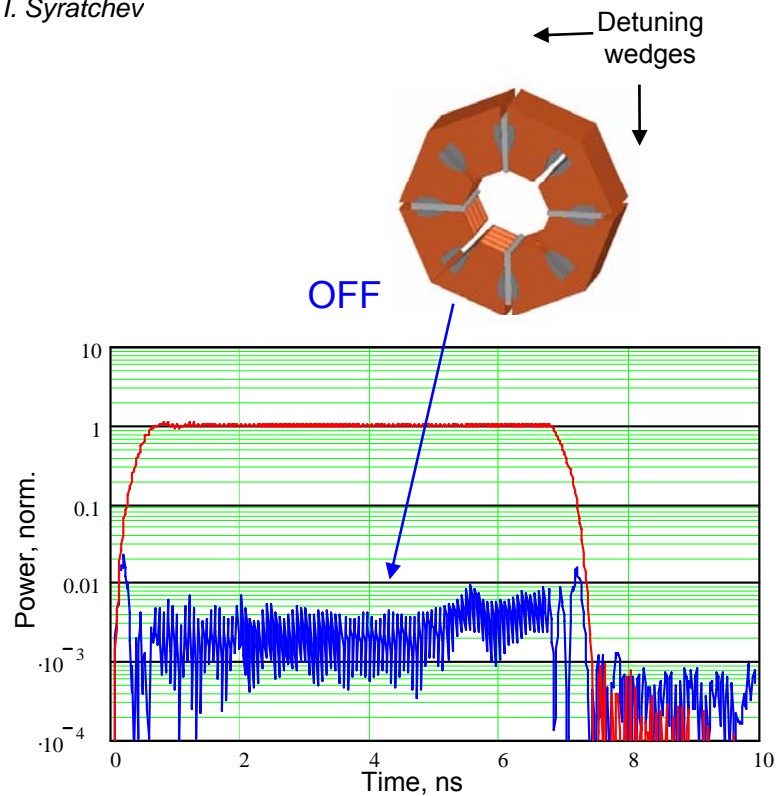 I. Syratchev
Detuning
wedges
OFF
10
1
0.1
0.01
·10⁻³
·10⁻⁴
Power, norm.
0 2 4 6 8 10
Time, ns